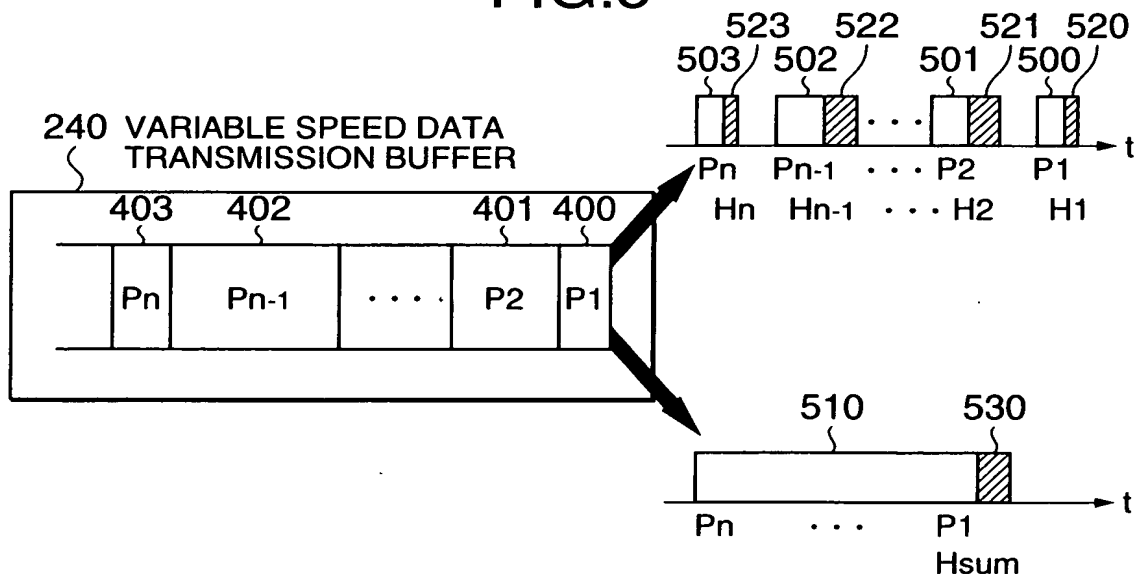 523 522 521 520
503 502 501 500
t
Pn Pn-1 ··· P2 P1
Hn Hn-1 ··· H2 H1
240 VARIABLE SPEED DATA
TRANSMISSION BUFFER
403 402 401 400
Pn Pn-1 ···· P2 P1
510 530
t
Pn ··· P1
Hsum